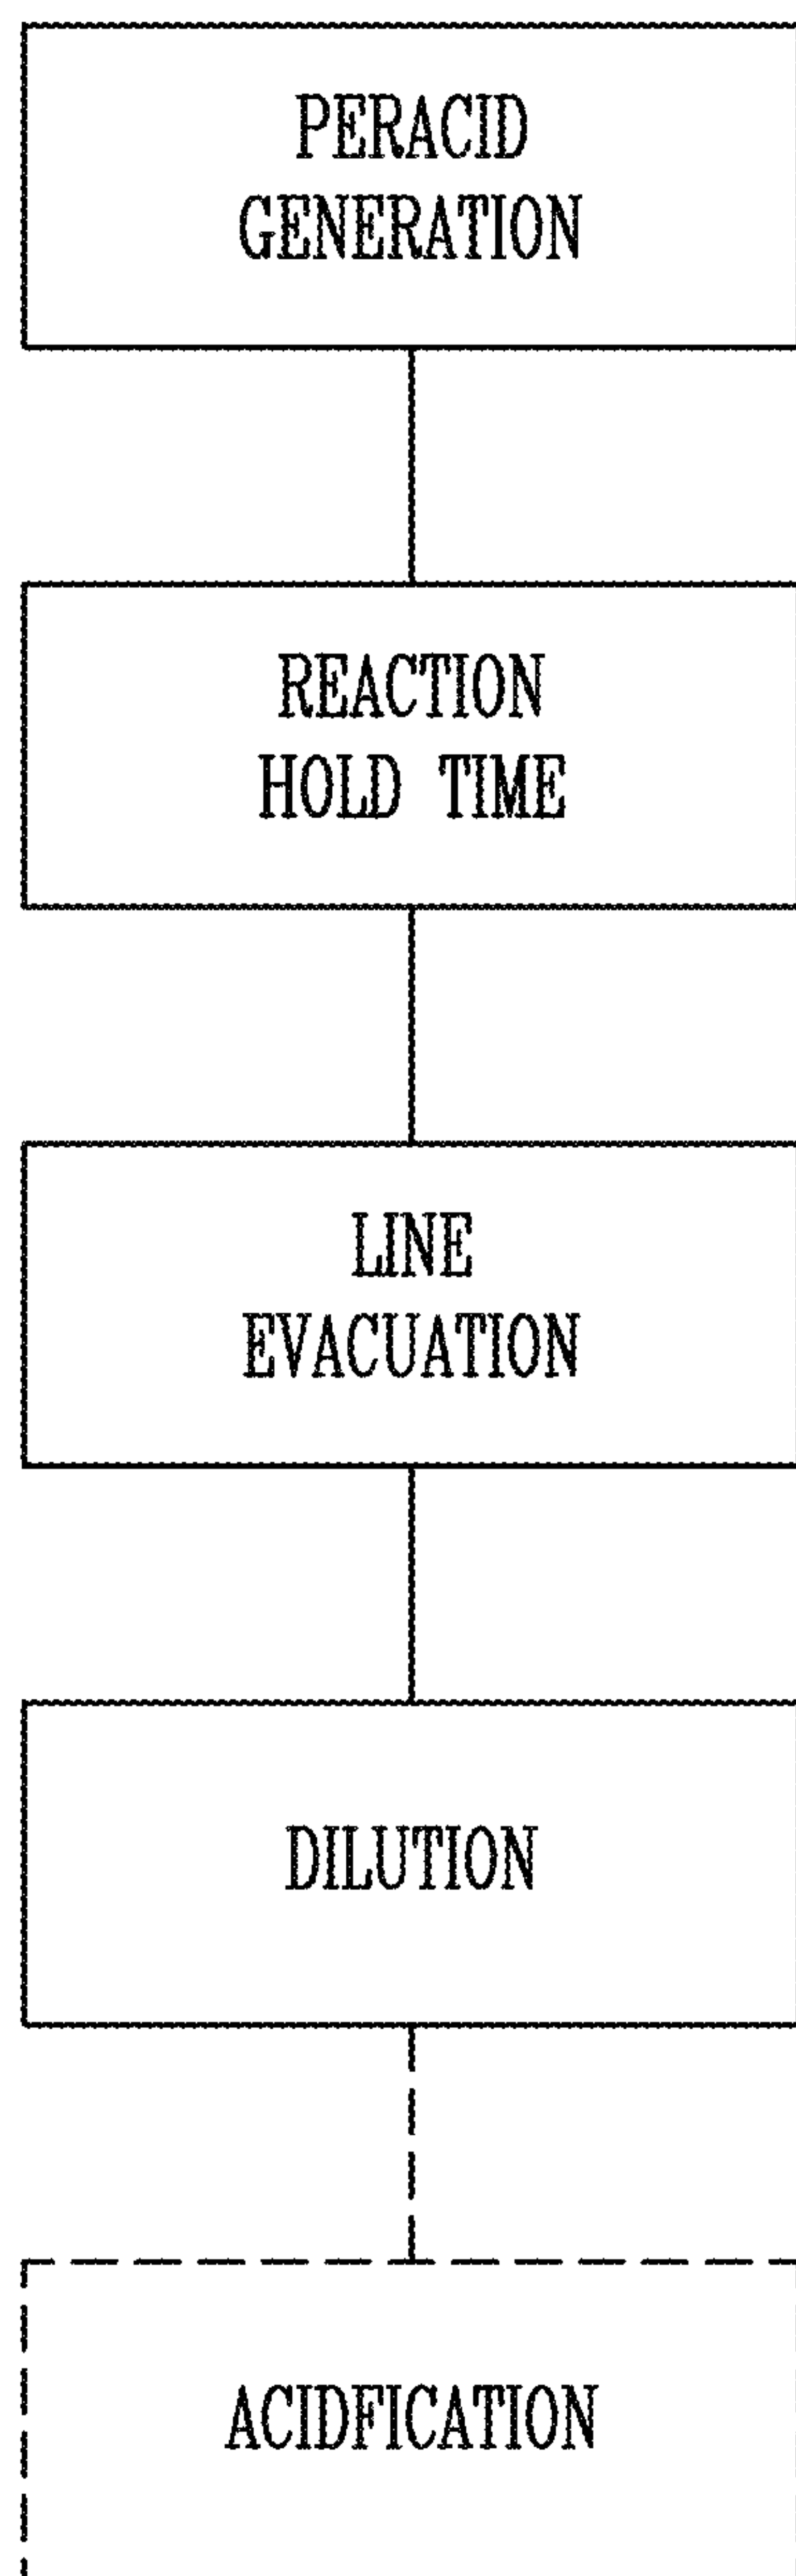 PERACID
GENERATION
REACTION
HOLD TIME
LINE
EVACUATION
DILUTION
ACIDFICATION